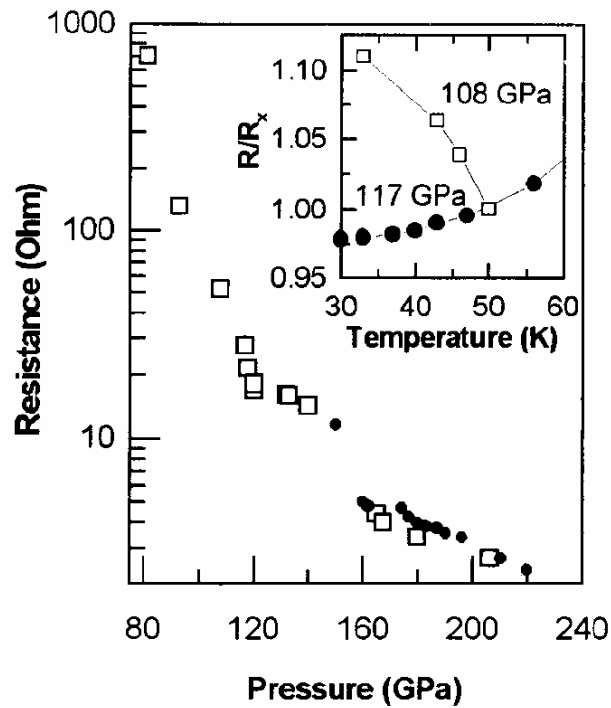 1000
100
10
Resistance (Ohm)
80 120 160 200 240
Pressure (GPa)
1.10
1.05
1.00
0.95
R/Rx
108 GPa
117 GPa
30 40 50 60
Temperature (K)